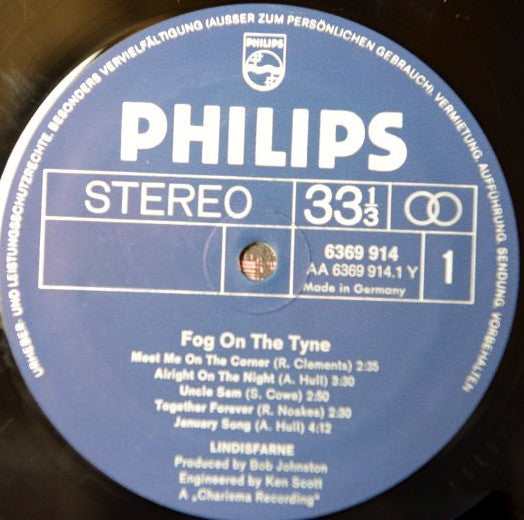 URHEBER- UND LEISTUNGSSCHUTZRECHTE, BESONDERS VERVIELFÄLTIGUNG (AUSSER ZUM PERSÖNLICHEN GEBRAUCH), VERMIETUNG, AUFFÜHRUNG, SENDUNG VORBEHALTEN
PHILIPS
PHILIPS
STEREO
33 1/3
6369 914
AA 6369 914.1 Y
Made in Germany
1
Fog On The Tyne
Meet Me On The Corner (R. Clements) 2:35
Alright On The Night (A. Hull) 3:30
Uncle Sam (S. Cowe) 2:50
Together Forever (R. Noakes) 2:30
January Song (A. Hull) 4:12
LINDISFARNE
Produced by Bob Johnston
Engineered by Ken Scott
A „Charisma Recording"